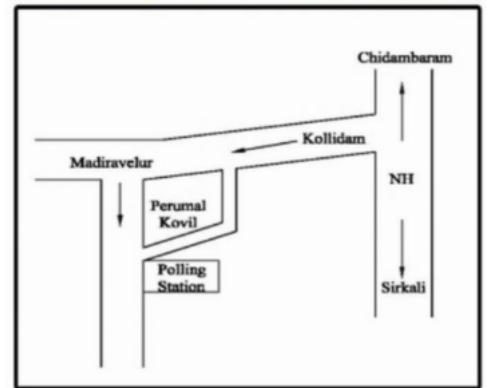 Chidambaram
Kollidam
Madiravelur
NH
Perumal
Kovil
Polling
Station
Sirkali